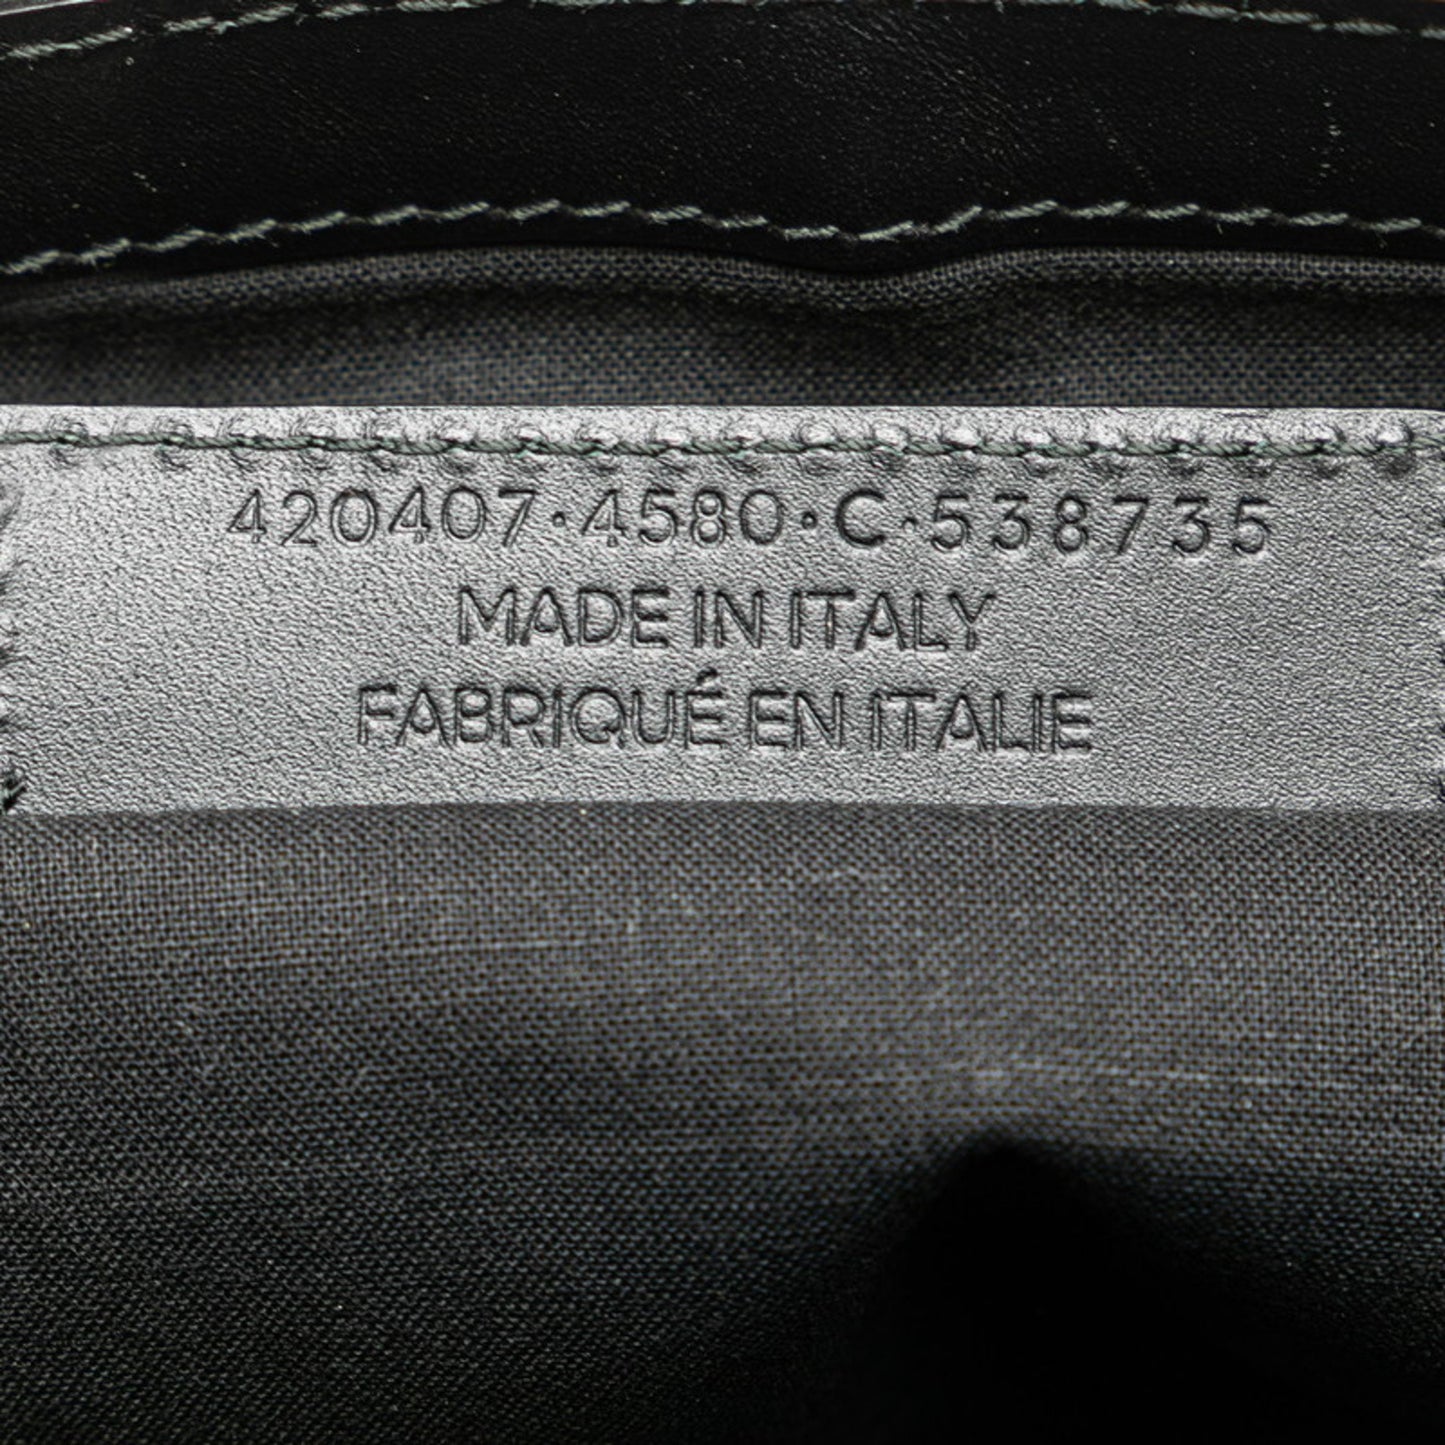 420407·4580·C·538735
MADE IN ITALY
FABRIQUÉ EN ITALIE